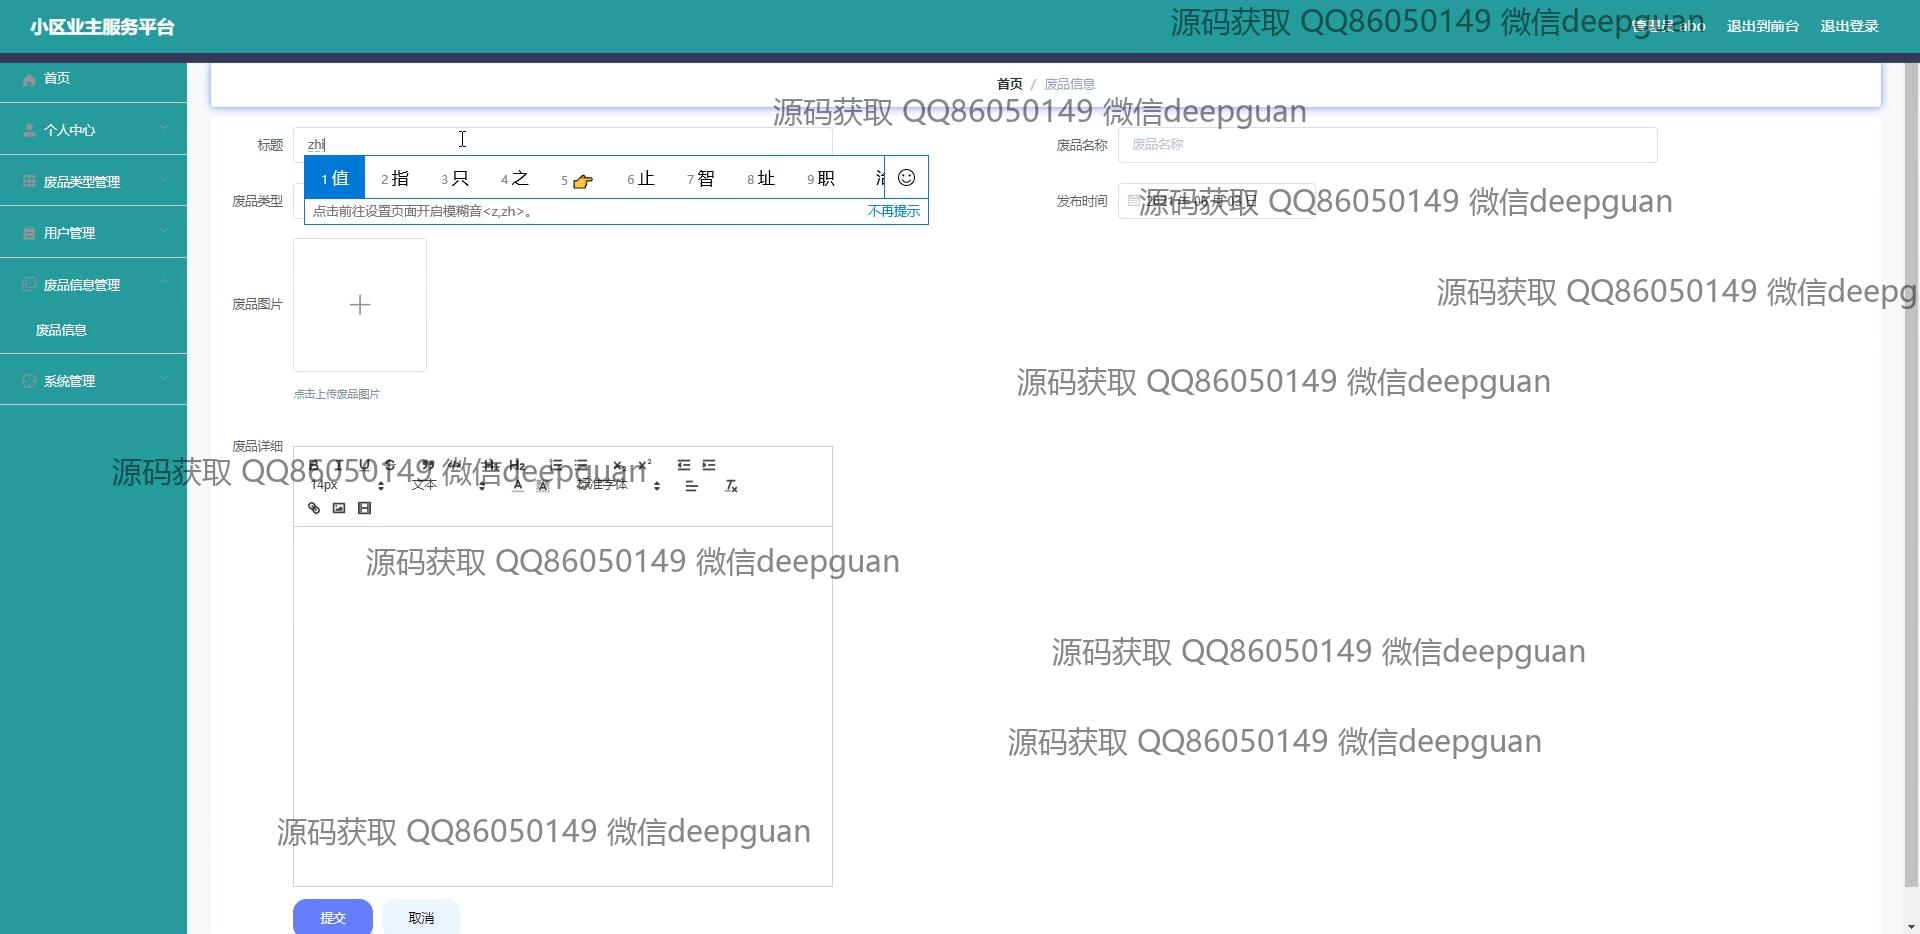 小区业主服务平台
源码获取 QQ86050149 微信deepguan
管理员 abo 退出到前台 退出登录
首页
个人中心
废品类型管理
用户管理
废品信息管理
废品信息
系统管理
首页 / 废品信息
源码获取 QQ86050149 微信deepguan
标题 zhi
废品名称 废品名称
1 值 2 指 3 只 4 之 5 👉 6 止 7 智 8 址 9 职
点击前往设置页面开启模糊音<z,zh>。 不再提示
废品类型
发布时间 2021 年 05 月 03 日
源码获取 QQ86050149 微信deepguan
源码获取 QQ86050149 微信deepg
废品图片
源码获取 QQ86050149 微信deepguan
点击上传废品图片
废品详细
B I U S ” </> H1 H2 x₂ x²
源码获取 QQ86050149 微信deepguan
14px 文本 A A 标准字体 Tx
源码获取 QQ86050149 微信deepguan
源码获取 QQ86050149 微信deepguan
源码获取 QQ86050149 微信deepguan
源码获取 QQ86050149 微信deepguan
提交 取消